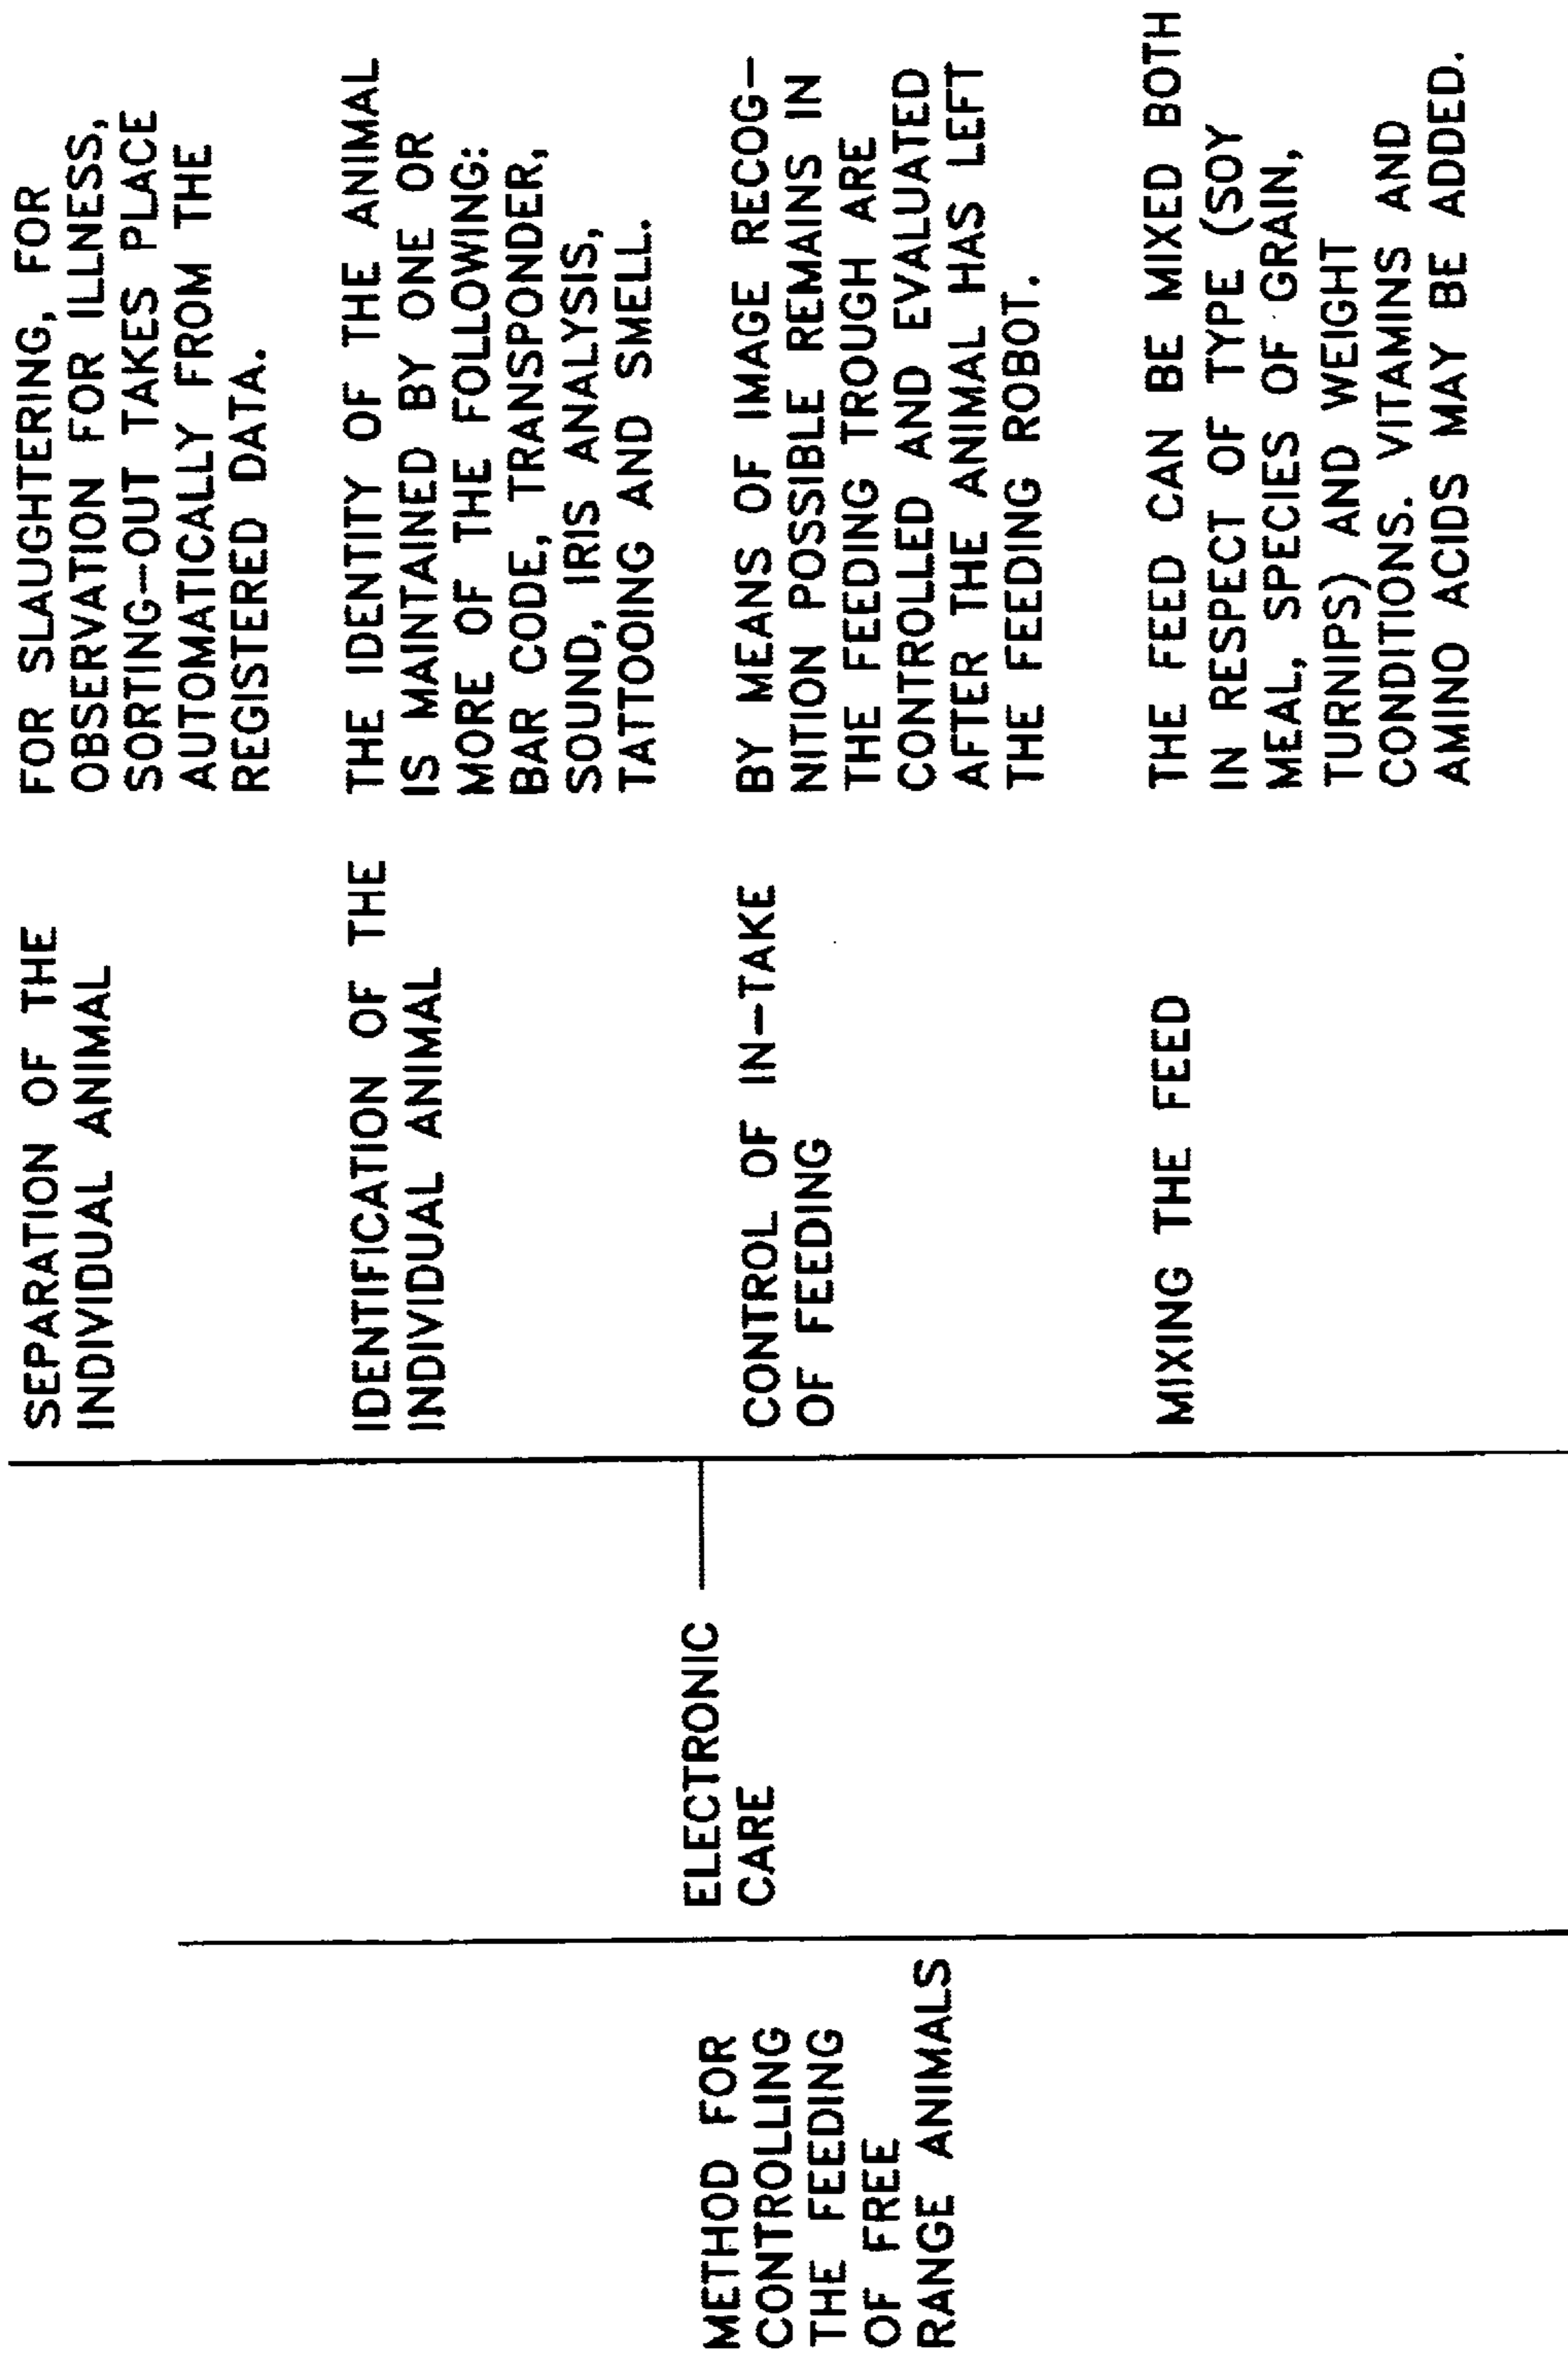 METHOD FOR
CONTROLLING
THE FEEDING
OF FREE
RANGE ANIMALS
ELECTRONIC
CARE
SEPARATION OF THE
INDIVIDUAL ANIMAL
FOR SLAUGHTERING, FOR
OBSERVATION FOR ILLNESS,
SORTING-OUT TAKES PLACE
AUTOMATICALLY FROM THE
REGISTERED DATA.
IDENTIFICATION OF THE
INDIVIDUAL ANIMAL
THE IDENTITY OF THE ANIMAL
IS MAINTAINED BY ONE OR
MORE OF THE FOLLOWING:
BAR CODE, TRANSPONDER,
SOUND, IRIS ANALYSIS,
TATTOOING AND SMELL.
CONTROL OF IN-TAKE
OF FEEDING
BY MEANS OF IMAGE RECOG-
NITION POSSIBLE REMAINS IN
THE FEEDING TROUGH ARE
CONTROLLED AND EVALUATED
AFTER THE ANIMAL HAS LEFT
THE FEEDING ROBOT.
MIXING THE FEED
THE FEED CAN BE MIXED BOTH
IN RESPECT OF TYPE (SOY
MEAL, SPECIES OF GRAIN,
TURNIPS) AND WEIGHT
CONDITIONS. VITAMINS AND
AMINO ACIDS MAY BE ADDED.